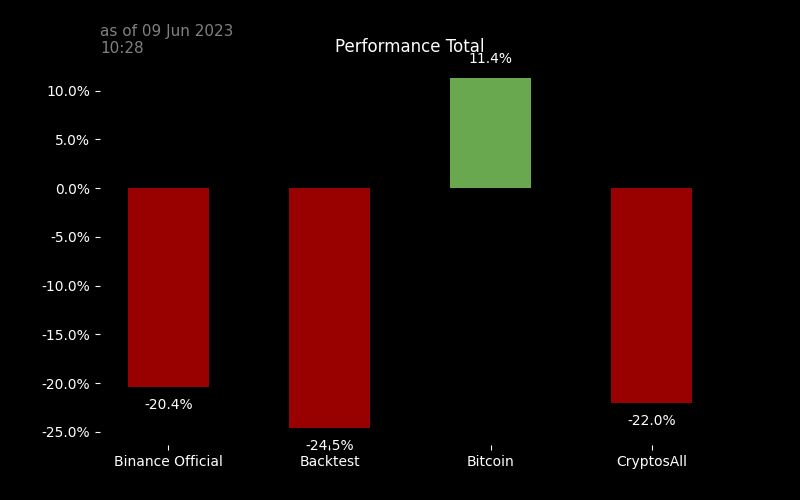 as of 09 Jun 2023
10:28
Performance Total
11.4%
10.0%
5.0%
0.0%
-5.0%
-10.0%
-15.0%
-20.0%
-25.0%
-20.4%
-24.5%
-22.0%
Binance Official
Backtest
Bitcoin
CryptosAll